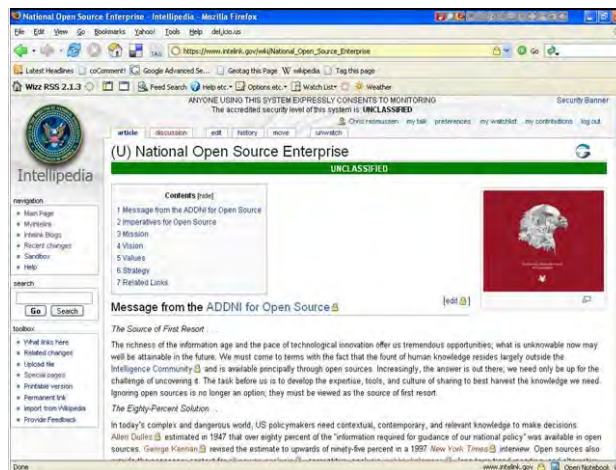 National Open Source Enterprise - Intellipedia - Mozilla Firefox
File Edit View Go Bookmarks Yahoo! Tools Help del.icio.us
https://www.intelink.gov/wiki/National_Open_Source_Enterprise
Go
Latest Headlines coComment! Google Advanced Se... Geotag this Page wikipedia Tag this page
Wizz RSS 2.1.3 Feed Search Help etc. Options etc. Watch List Weather
ANYONE USING THIS SYSTEM EXPRESSLY CONSENTS TO MONITORING
Security Banner
The accredited security level of this system is: UNCLASSIFIED
Chris rasmussen my talk preferences my watchlist my contributions log out
article discussion edit history move unwatch
(U) National Open Source Enterprise
UNCLASSIFIED
Intellipedia
navigation
Main Page
MyIntelink
Intelink Blogs
Recent changes
Sandbox
Help
search
Go Search
toolbox
What links here
Related changes
Upload file
Special pages
Printable version
Permanent link
Import from Wikipedia
Provide Feedback
Contents [hide]
1 Message from the ADDNI for Open Source
2 Imperatives for Open Source
3 Mission
4 Vision
5 Values
6 Strategy
7 Related Links
Message from the ADDNI for Open Source
[edit ]
The Source of First Resort . . .
The richness of the information age and the pace of technological innovation offer us tremendous opportunities; what is unknowable now may
well be attainable in the future. We must come to terms with the fact that the fount of human knowledge resides largely outside the
Intelligence Community and is available principally through open sources. Increasingly, the answer is out there; we need only be up for the
challenge of uncovering it. The task before us is to develop the expertise, tools, and culture of sharing to best harvest the knowledge we need.
Ignoring open sources is no longer an option; they must be viewed as the source of first resort.
The Eighty-Percent Solution . . .
In today's complex and dangerous world, US policymakers need contextual, contemporary, and relevant knowledge to make decisions.
Allen Dulles estimated in 1947 that over eighty percent of the "information required for guidance of our national policy" was available in open
sources. George Kennan revised the estimate to upwards of ninety-five percent in a 1997 New York Times interview. Open sources also
Done
www.intelink.gov
Open Notebook